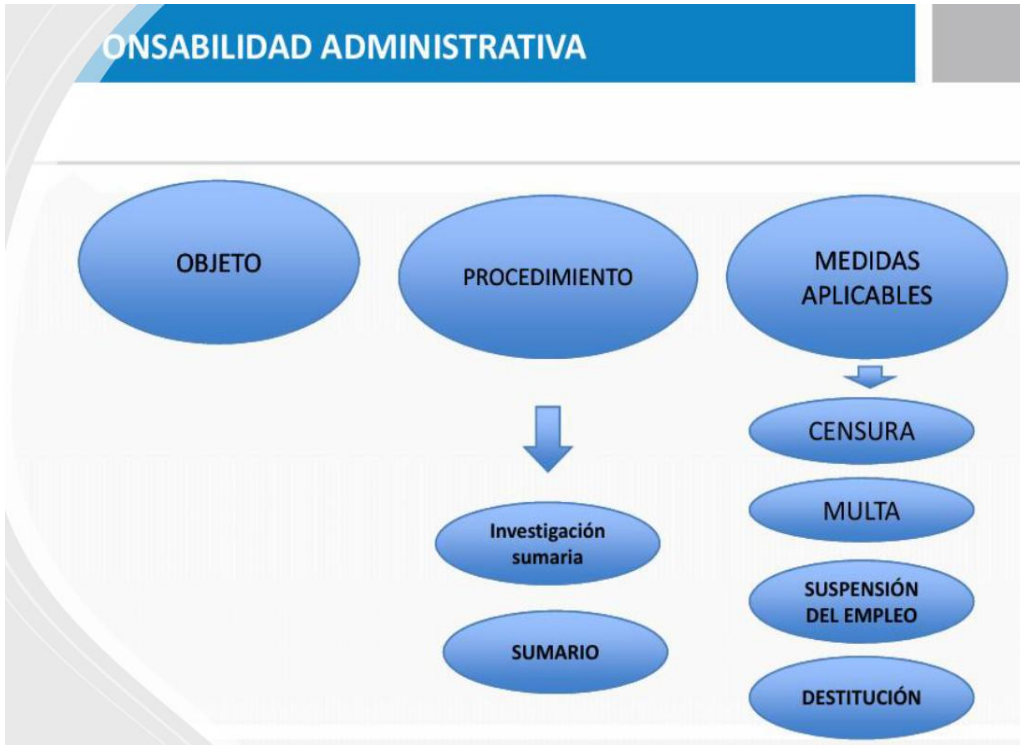 ONSABILIDAD ADMINISTRATIVA
OBJETO
PROCEDIMIENTO
Investigación
sumaria
SUMARIO
MEDIDAS
APLICABLES
CENSURA
MULTA
SUSPENSIÓN
DEL EMPLEO
DESTITUCIÓN